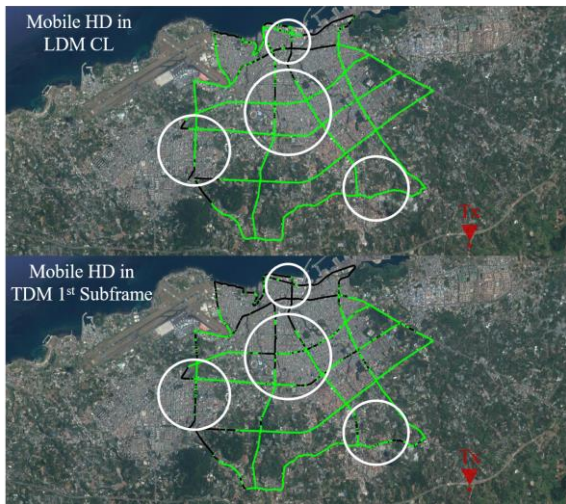 Mobile HD in
LDM CL
Tx
Mobile HD in
TDM 1st Subframe
Tx